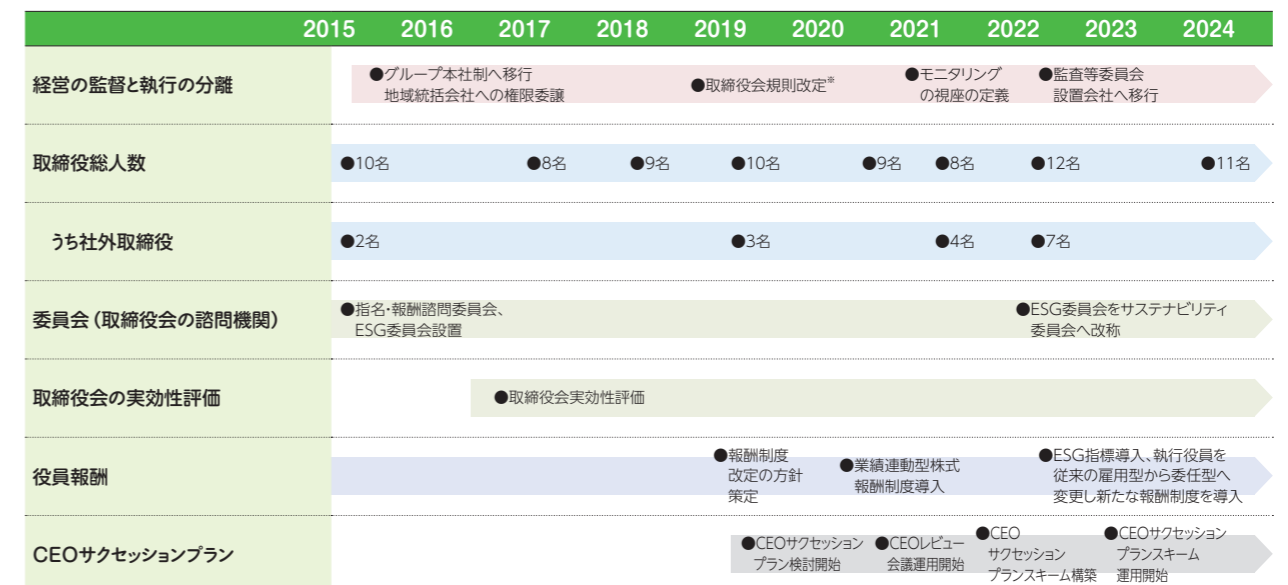 2015 2016 2017 2018 2019 2020 2021 2022 2023 2024
経営の監督と執行の分離
●グループ本社制へ移行
地域統括会社への権限委譲
●取締役会規則改定※
●モニタリング
の視座の定義
●監査等委員会
設置会社へ移行
取締役総人数
●10名 ●8名 ●9名 ●10名 ●9名 ●8名 ●12名 ●11名
うち社外取締役
●2名 ●3名 ●4名 ●7名
委員会(取締役会の諮問機関)
●指名・報酬諮問委員会、
ESG委員会設置
●ESG委員会をサステナビリティ
委員会へ改称
取締役会の実効性評価
●取締役会実効性評価
役員報酬
●報酬制度
改定の方針
策定
●業績連動型株式
報酬制度導入
●ESG指標導入、執行役員を
従来の雇用型から委任型へ
変更し新たな報酬制度を導入
CEOサクセッションプラン
●CEOサクセッション
プラン検討開始
●CEOレビュー
会議運用開始
●CEO
サクセッション
プランスキーム構築
●CEOサクセッション
プランスキーム
運用開始